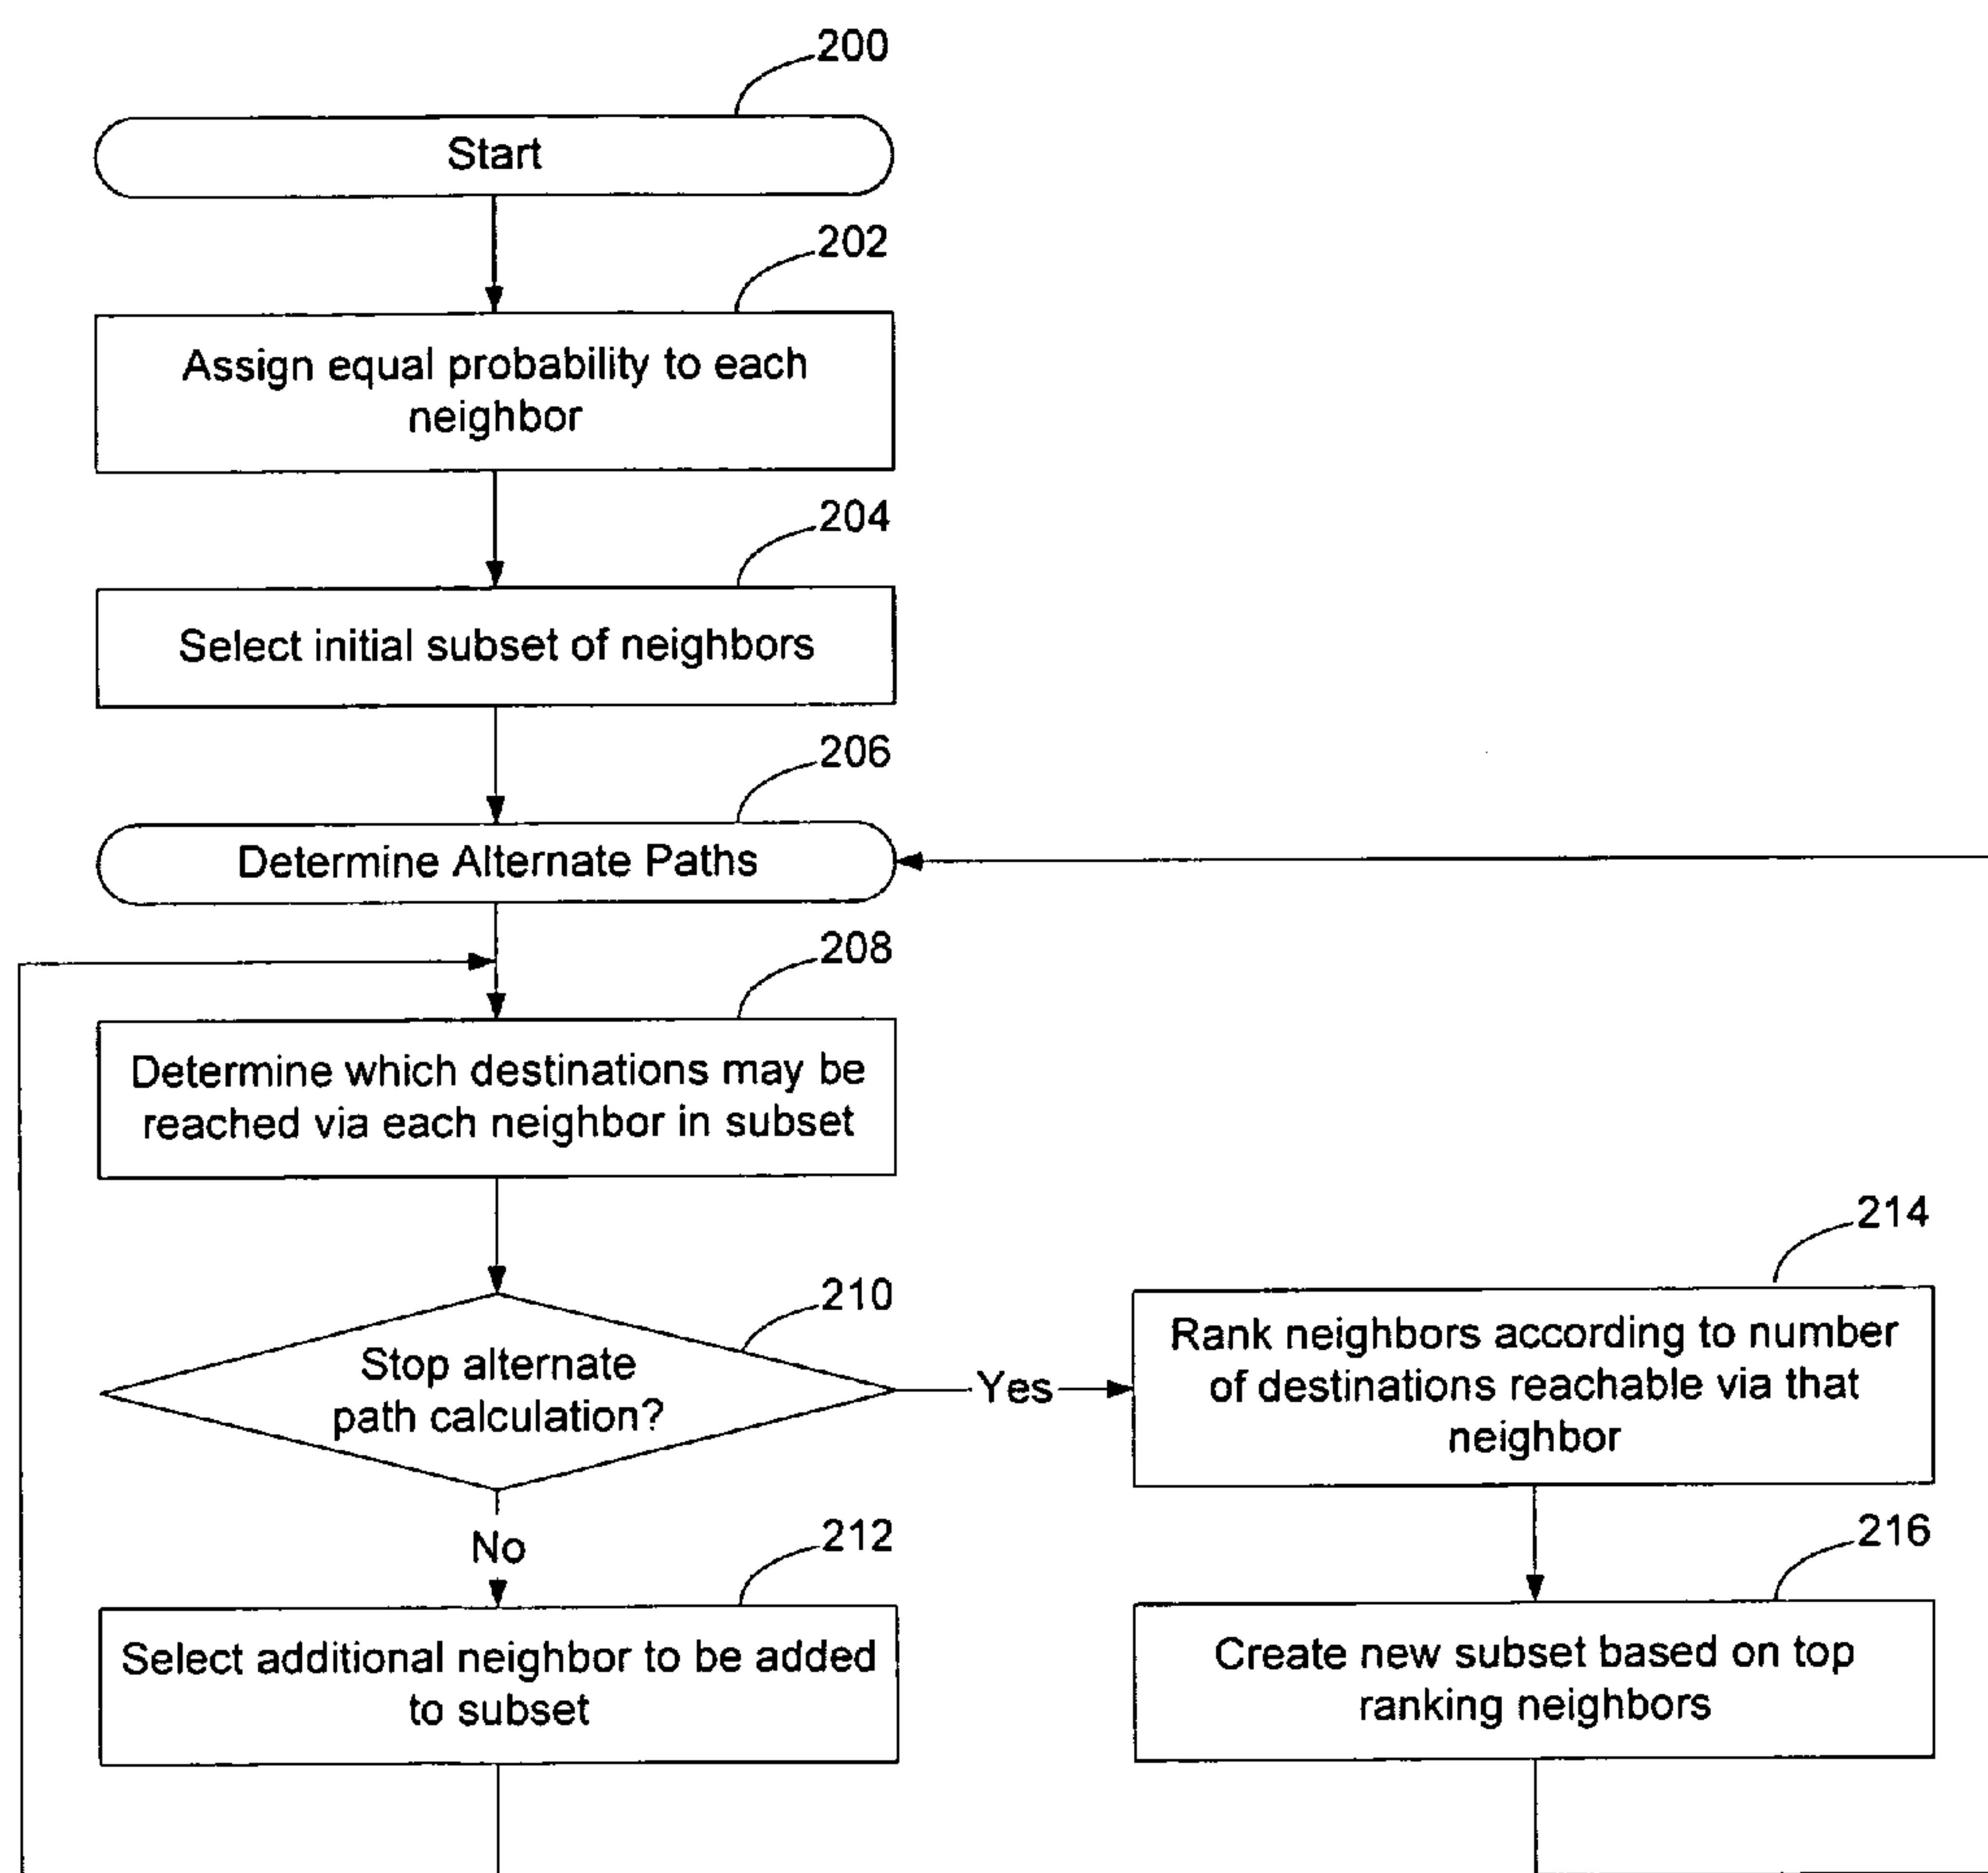 200
Start
202
Assign equal probability to each
neighbor
204
Select initial subset of neighbors
206
Determine Alternate Paths
208
Determine which destinations may be
reached via each neighbor in subset
210
Stop alternate
path calculation?
Yes
214
Rank neighbors according to number
of destinations reachable via that
neighbor
No
212
Select additional neighbor to be added
to subset
216
Create new subset based on top
ranking neighbors